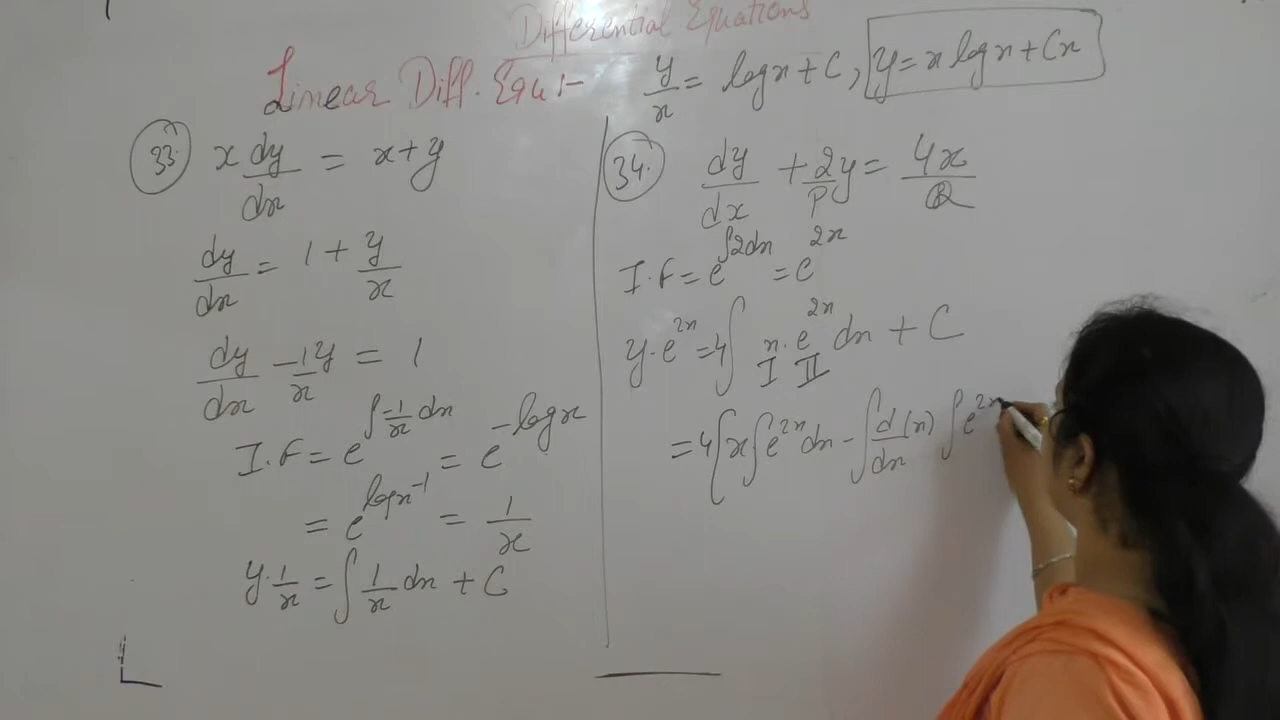 Differential Equations
Linear Diff. Equ :-
y/x = log x + C, y = x log x + Cx
33. x dy/dx = x + y
dy/dx = 1 + y/x
dy/dx - 1/x y = 1
I.F = e^∫-1/x dx = e^-log x
= e^log x^-1 = 1/x
y·1/x = ∫ 1/x dx + C
34. dy/dx + 2y = 4x
P Q
I.F = e^∫2dx = e^2x
y·e^2x = 4∫ x·e^2x dx + C
I II
= 4[x∫e^2x dx - ∫ d/dx (x) ∫e^2x